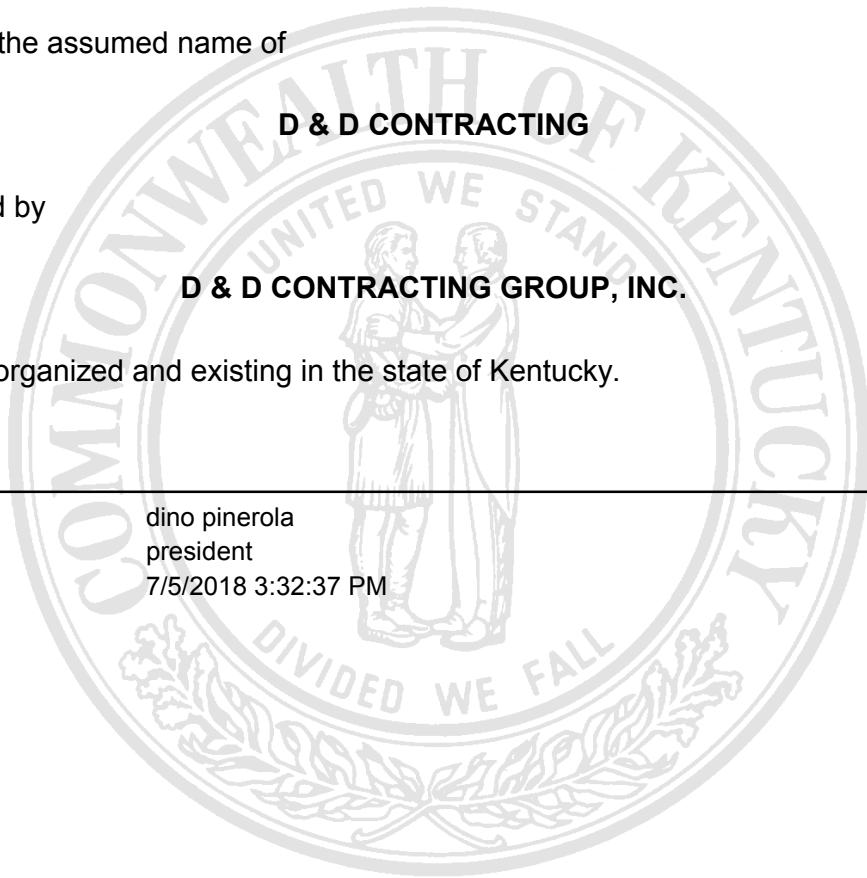 the assumed name of
D & D CONTRACTING
d by
D & D CONTRACTING GROUP, INC.
organized and existing in the state of Kentucky.
dino pinerola
president
7/5/2018 3:32:37 PM
COMMONWEALTH OF KENTUCKY
UNITED WE STAND
DIVIDED WE FALL